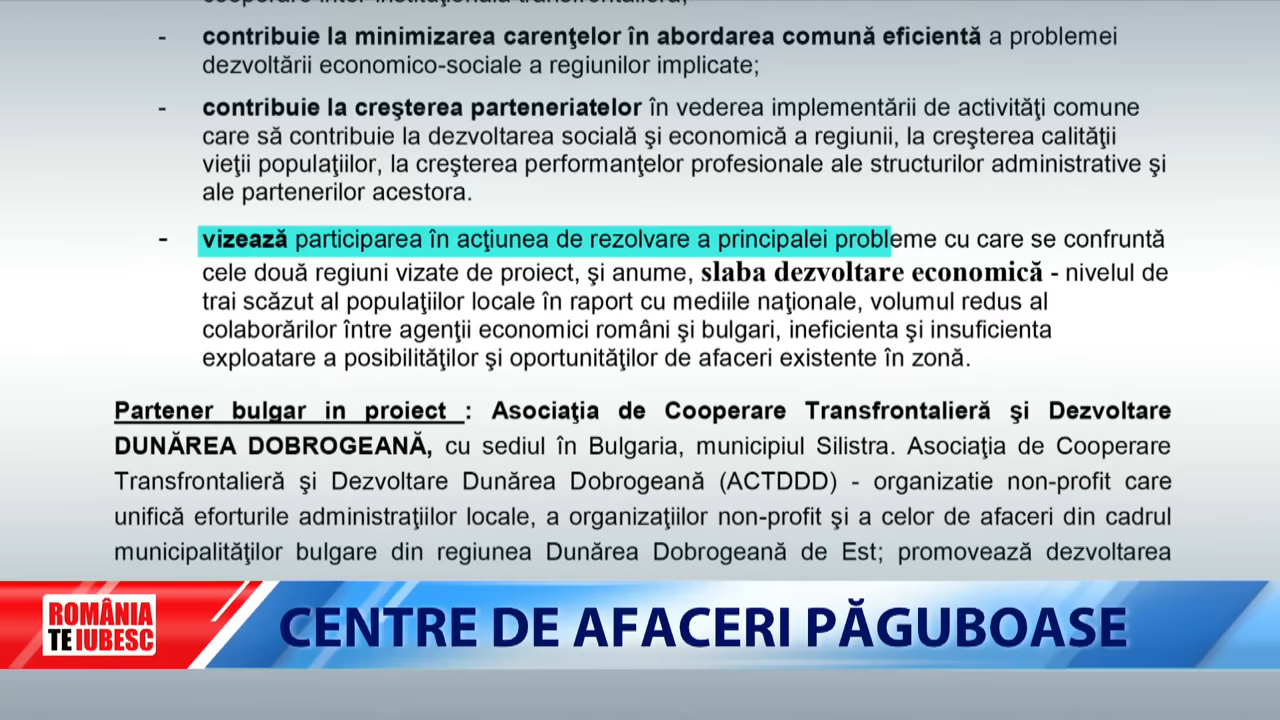 cooperare inter-instituţională transfrontalieră;
- contribuie la minimizarea carenţelor în abordarea comună eficientă a problemei
dezvoltării economico-sociale a regiunilor implicate;
- contribuie la creşterea parteneriatelor în vederea implementării de activităţi comune
care să contribuie la dezvoltarea socială şi economică a regiunii, la creşterea calităţii
vieţii populaţiilor, la creşterea performanţelor profesionale ale structurilor administrative şi
ale partenerilor acestora.
- vizează participarea în acţiunea de rezolvare a principalei probleme cu care se confruntă
cele două regiuni vizate de proiect, şi anume, slaba dezvoltare economică - nivelul de
trai scăzut al populaţiilor locale în raport cu mediile naţionale, volumul redus al
colaborărilor între agenţii economici români şi bulgari, ineficienta şi insuficienta
exploatare a posibilităţilor şi oportunităţilor de afaceri existente în zonă.
Partener bulgar in proiect : Asociaţia de Cooperare Transfrontalieră şi Dezvoltare
DUNĂREA DOBROGEANĂ, cu sediul în Bulgaria, municipiul Silistra. Asociaţia de Cooperare
Transfrontalieră şi Dezvoltare Dunărea Dobrogeană (ACTDDD) - organizatie non-profit care
unifică eforturile administraţiilor locale, a organizaţiilor non-profit şi a celor de afaceri din cadrul
municipalităţilor bulgare din regiunea Dunărea Dobrogeană de Est; promovează dezvoltarea
ROMÂNIA
TE IUBESC
CENTRE DE AFACERI PĂGUBOASE